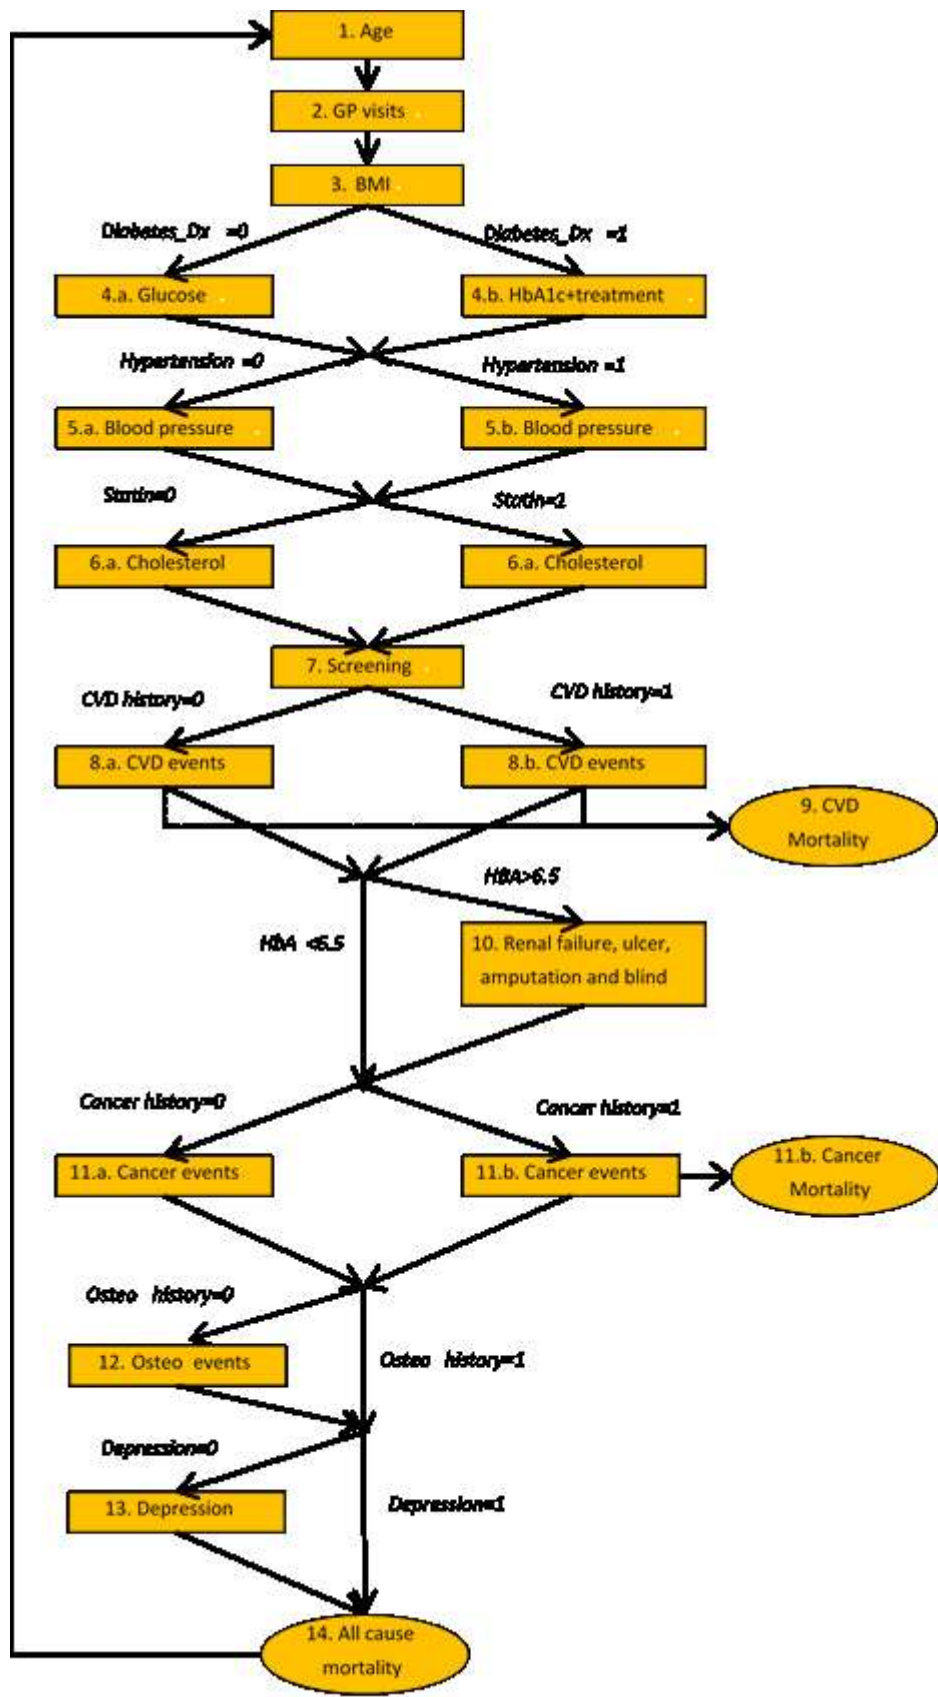 1. Age
2. GP visits
3. BMI
Diabetes_Dx =0
Diabetes_Dx =1
4.a. Glucose
4.b. HbA1c+treatment
Hypertension =0
Hypertension =1
5.a. Blood pressure
5.b. Blood pressure
Statin=0
Statin=1
6.a. Cholesterol
6.a. Cholesterol
7. Screening
CVD history=0
CVD history=1
8.a. CVD events
8.b. CVD events
9. CVD
Mortality
HBA>6.5
HbA <6.5
10. Renal failure, ulcer,
amputation and blind
Cancer history=0
Cancer history=1
11.a. Cancer events
11.b. Cancer events
11.b. Cancer
Mortality
Osteo history=0
Osteo history=1
12. Osteo events
Depression=0
Depression=1
13. Depression
14. All cause
mortality